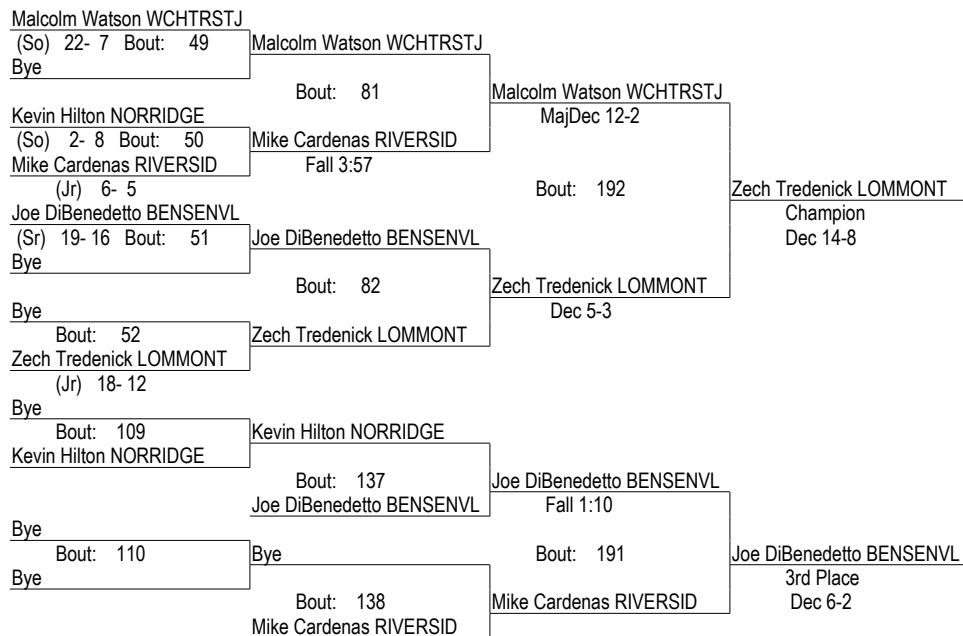 Malcolm Watson WCHTRSTJ
(So) 22- 7 Bout: 49 Malcolm Watson WCHTRSTJ
Bye
Bout: 81 Malcolm Watson WCHTRSTJ
Kevin Hilton NORRIDGE MajDec 12-2
(So) 2- 8 Bout: 50 Mike Cardenas RIVERSID
Mike Cardenas RIVERSID Fall 3:57
(Jr) 6- 5 Bout: 192 Zech Tredenick LOMMONT
Joe DiBenedetto BENSENVL Champion
(Sr) 19- 16 Bout: 51 Joe DiBenedetto BENSENVL Dec 14-8
Bye
Bout: 82 Zech Tredenick LOMMONT
Bye Dec 5-3
Bout: 52 Zech Tredenick LOMMONT
Zech Tredenick LOMMONT
(Jr) 18- 12
Bye
Bout: 109 Kevin Hilton NORRIDGE
Kevin Hilton NORRIDGE
Bout: 137 Joe DiBenedetto BENSENVL
Joe DiBenedetto BENSENVL Fall 1:10
Bye
Bout: 110 Bye Bout: 191 Joe DiBenedetto BENSENVL
Bye 3rd Place
Bout: 138 Mike Cardenas RIVERSID Dec 6-2
Mike Cardenas RIVERSID